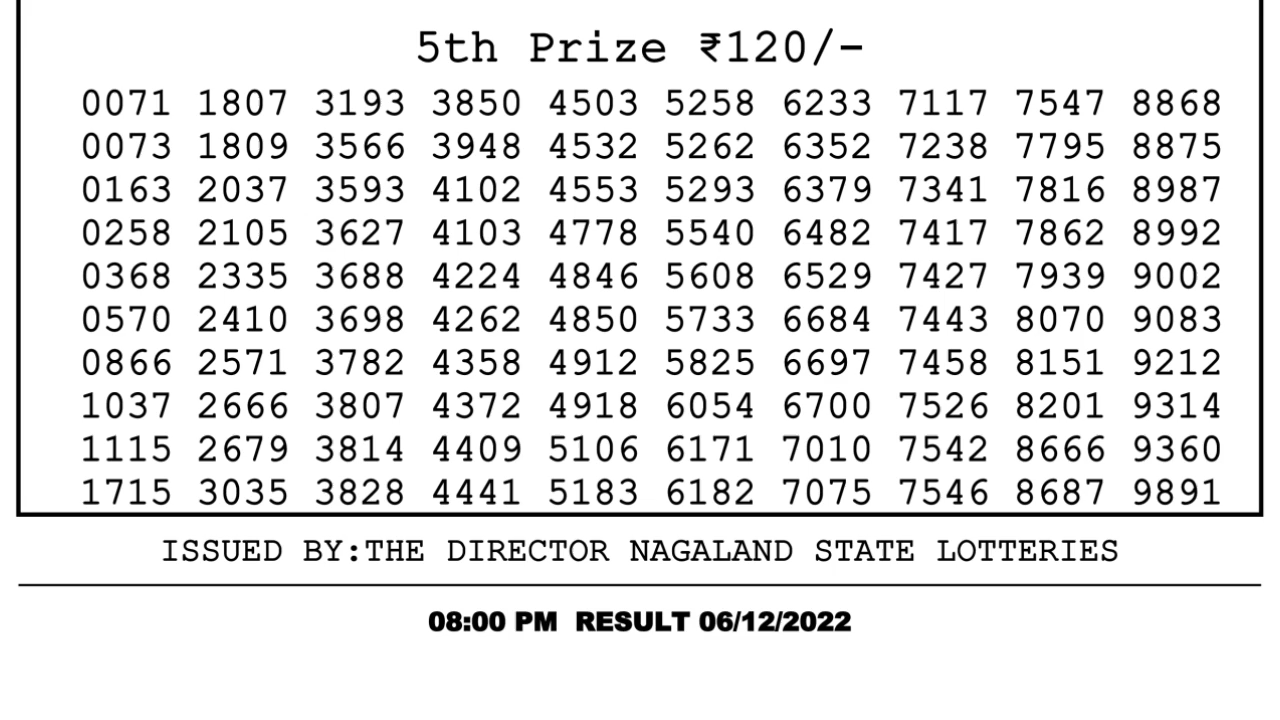 5th Prize ₹120/-
0071 1807 3193 3850 4503 5258 6233 7117 7547 8868
0073 1809 3566 3948 4532 5262 6352 7238 7795 8875
0163 2037 3593 4102 4553 5293 6379 7341 7816 8987
0258 2105 3627 4103 4778 5540 6482 7417 7862 8992
0368 2335 3688 4224 4846 5608 6529 7427 7939 9002
0570 2410 3698 4262 4850 5733 6684 7443 8070 9083
0866 2571 3782 4358 4912 5825 6697 7458 8151 9212
1037 2666 3807 4372 4918 6054 6700 7526 8201 9314
1115 2679 3814 4409 5106 6171 7010 7542 8666 9360
1715 3035 3828 4441 5183 6182 7075 7546 8687 9891
ISSUED BY:THE DIRECTOR NAGALAND STATE LOTTERIES
08:00 PM RESULT 06/12/2022